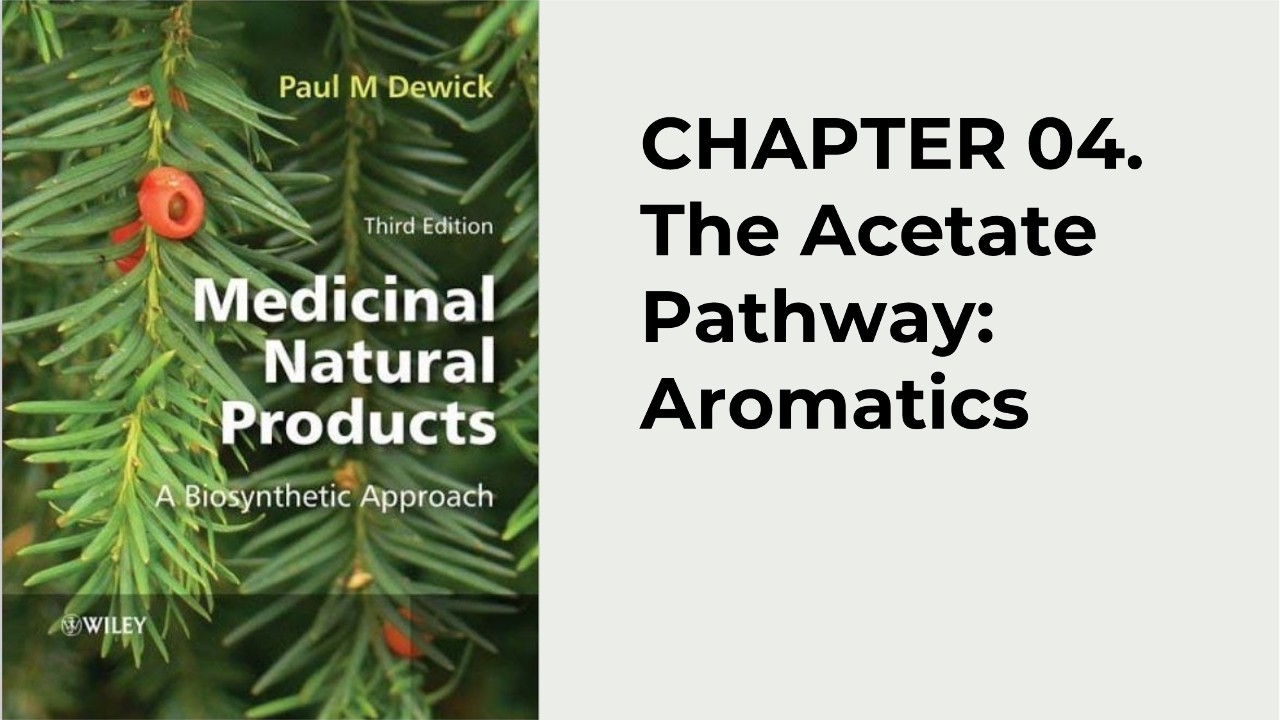 Paul M Dewick
Third Edition
Medicinal
Natural
Products
A Biosynthetic Approach
WILEY
CHAPTER 04.
The Acetate
Pathway:
Aromatics